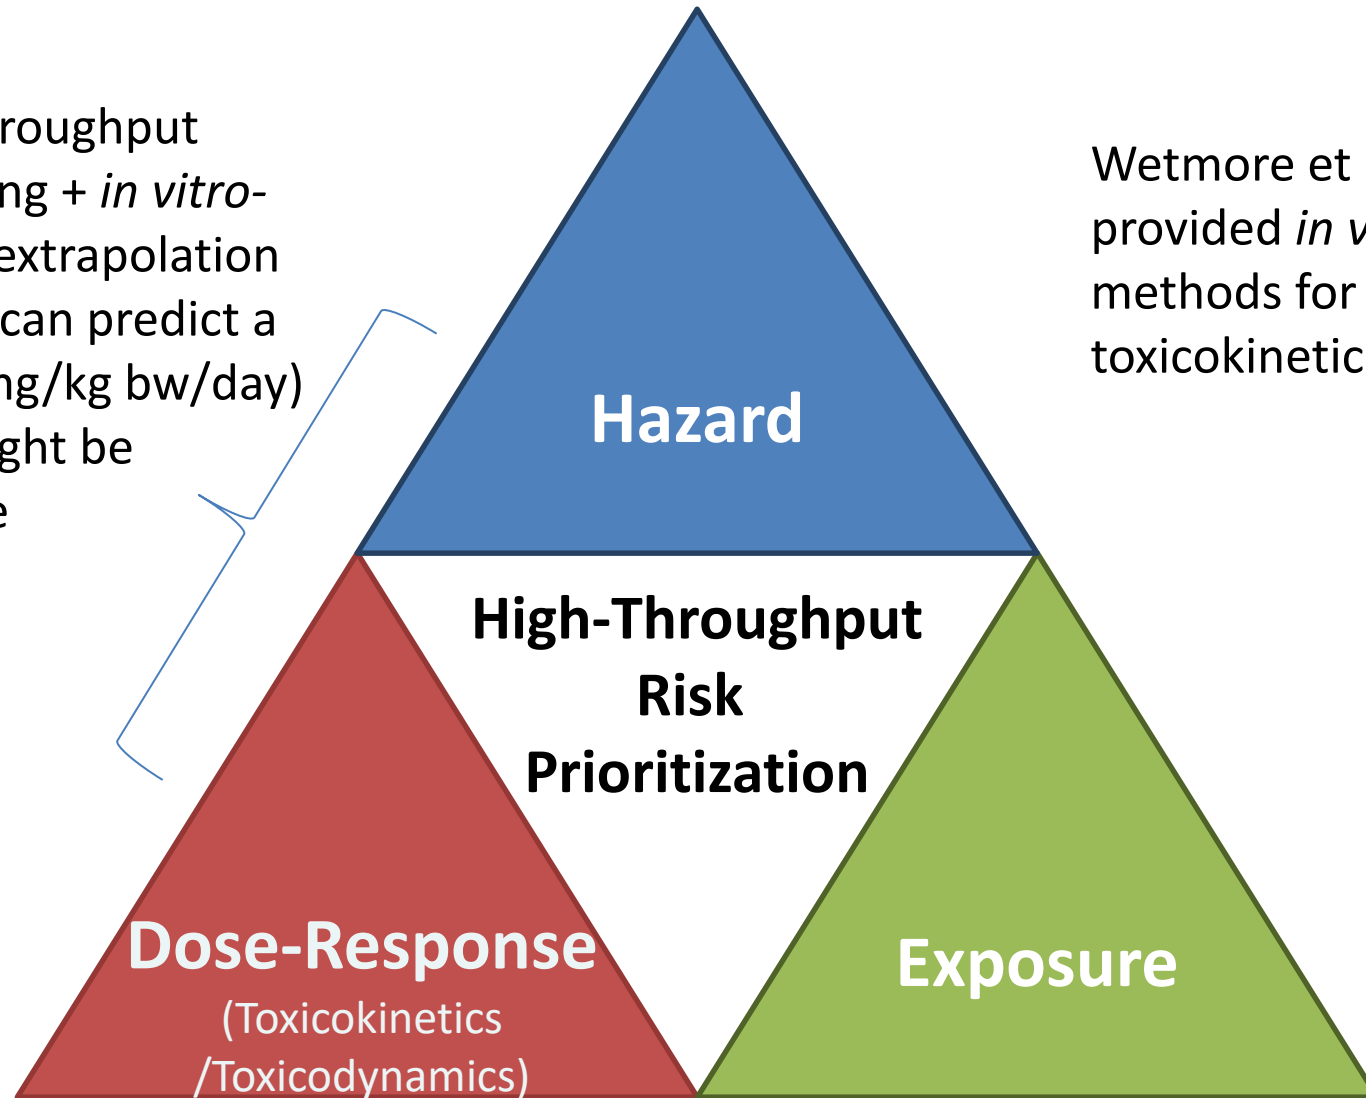 roughput
ng + in vitro-
extrapolation
can predict a
mg/kg bw/day)
ght be
e
Wetmore et
provided in v
methods for
toxicokinetic
Hazard
High-Throughput
Risk
Prioritization
Dose-Response
(Toxicokinetics
/Toxicodynamics)
Exposure